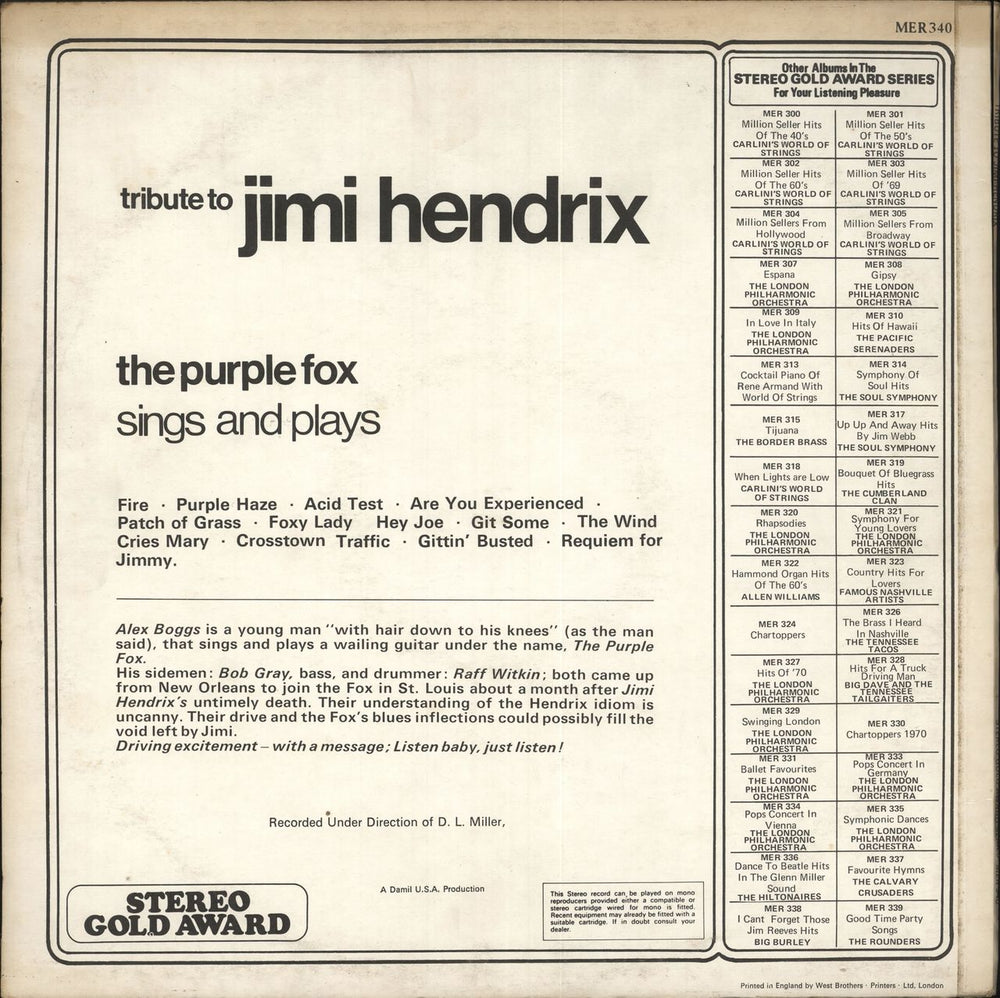 MER 340
tribute to jimi hendrix
the purple fox
sings and plays
Fire · Purple Haze · Acid Test · Are You Experienced ·
Patch of Grass · Foxy Lady Hey Joe · Git Some · The Wind
Cries Mary · Crosstown Traffic · Gittin' Busted · Requiem for
Jimmy.
Alex Boggs is a young man "with hair down to his knees" (as the man
said), that sings and plays a wailing guitar under the name, The Purple
Fox.
His sidemen: Bob Gray, bass, and drummer: Raff Witkin; both came up
from New Orleans to join the Fox in St. Louis about a month after Jimi
Hendrix's untimely death. Their understanding of the Hendrix idiom is
uncanny. Their drive and the Fox's blues inflections could possibly fill the
void left by Jimi.
Driving excitement – with a message; Listen baby, just listen!
Recorded Under Direction of D. L. Miller,
A Damil U.S.A. Production
STEREO
GOLD AWARD
This Stereo record can be played on mono
reproducers provided either a compatible or
stereo cartridge wired for mono is fitted.
Recent equipment may already be fitted with a
suitable cartridge. If in doubt consult your
dealer.
Other Albums In The
STEREO GOLD AWARD SERIES
For Your Listening Pleasure
MER 300
Million Seller Hits
Of The 40's
CARLINI'S WORLD OF
STRINGS
MER 301
Million Seller Hits
Of The 50's
CARLINI'S WORLD OF
STRINGS
MER 302
Million Seller Hits
Of The 60's
CARLINI'S WORLD OF
STRINGS
MER 303
Million Seller Hits
Of '69
CARLINI'S WORLD OF
STRINGS
MER 304
Million Sellers From
Hollywood
CARLINI'S WORLD OF
STRINGS
MER 305
Million Sellers From
Broadway
CARLINI'S WORLD OF
STRINGS
MER 307
Espana
THE LONDON
PHILHARMONIC
ORCHESTRA
MER 308
Gipsy
THE LONDON
PHILHARMONIC
ORCHESTRA
MER 309
In Love In Italy
THE LONDON
PHILHARMONIC
ORCHESTRA
MER 310
Hits Of Hawaii
THE PACIFIC
SERENADERS
MER 313
Cocktail Piano Of
Rene Armand With
World Of Strings
MER 314
Symphony Of
Soul Hits
THE SOUL SYMPHONY
MER 315
Tijuana
THE BORDER BRASS
MER 317
Up Up And Away Hits
By Jim Webb
THE SOUL SYMPHONY
MER 318
When Lights are Low
CARLINI'S WORLD
OF STRINGS
MER 319
Bouquet Of Bluegrass
Hits
THE CUMBERLAND
CLAN
MER 320
Rhapsodies
THE LONDON
PHILHARMONIC
ORCHESTRA
MER 321
Symphony For
Young Lovers
THE LONDON
PHILHARMONIC
ORCHESTRA
MER 322
Hammond Organ Hits
Of The 60's
ALLEN WILLIAMS
MER 323
Country Hits For
Lovers
FAMOUS NASHVILLE
ARTISTS
MER 324
Chartoppers
MER 326
The Brass I Heard
In Nashville
THE TENNESSEE
TACOS
MER 327
Hits Of '70
THE LONDON
PHILHARMONIC
ORCHESTRA
MER 328
Hits For A Truck
Driving Man
BIG DAVE AND THE
TENNESSEE
TAILGAITERS
MER 329
Swinging London
THE LONDON
PHILHARMONIC
ORCHESTRA
MER 330
Chartoppers 1970
MER 331
Ballet Favourites
THE LONDON
PHILHARMONIC
ORCHESTRA
MER 333
Pops Concert In
Germany
THE LONDON
PHILHARMONIC
ORCHESTRA
MER 334
Pops Concert In
Vienna
THE LONDON
PHILHARMONIC
ORCHESTRA
MER 335
Symphonic Dances
THE LONDON
PHILHARMONIC
ORCHESTRA
MER 336
Dance To Beatle Hits
In The Glenn Miller
Sound
THE HILTONAIRES
MER 337
Favourite Hymns
THE CALVARY
CRUSADERS
MER 338
I Cant Forget Those
Jim Reeves Hits
BIG BURLEY
MER 339
Good Time Party
Songs
THE ROUNDERS
Printed in England by West Brothers · Printers · Ltd, London